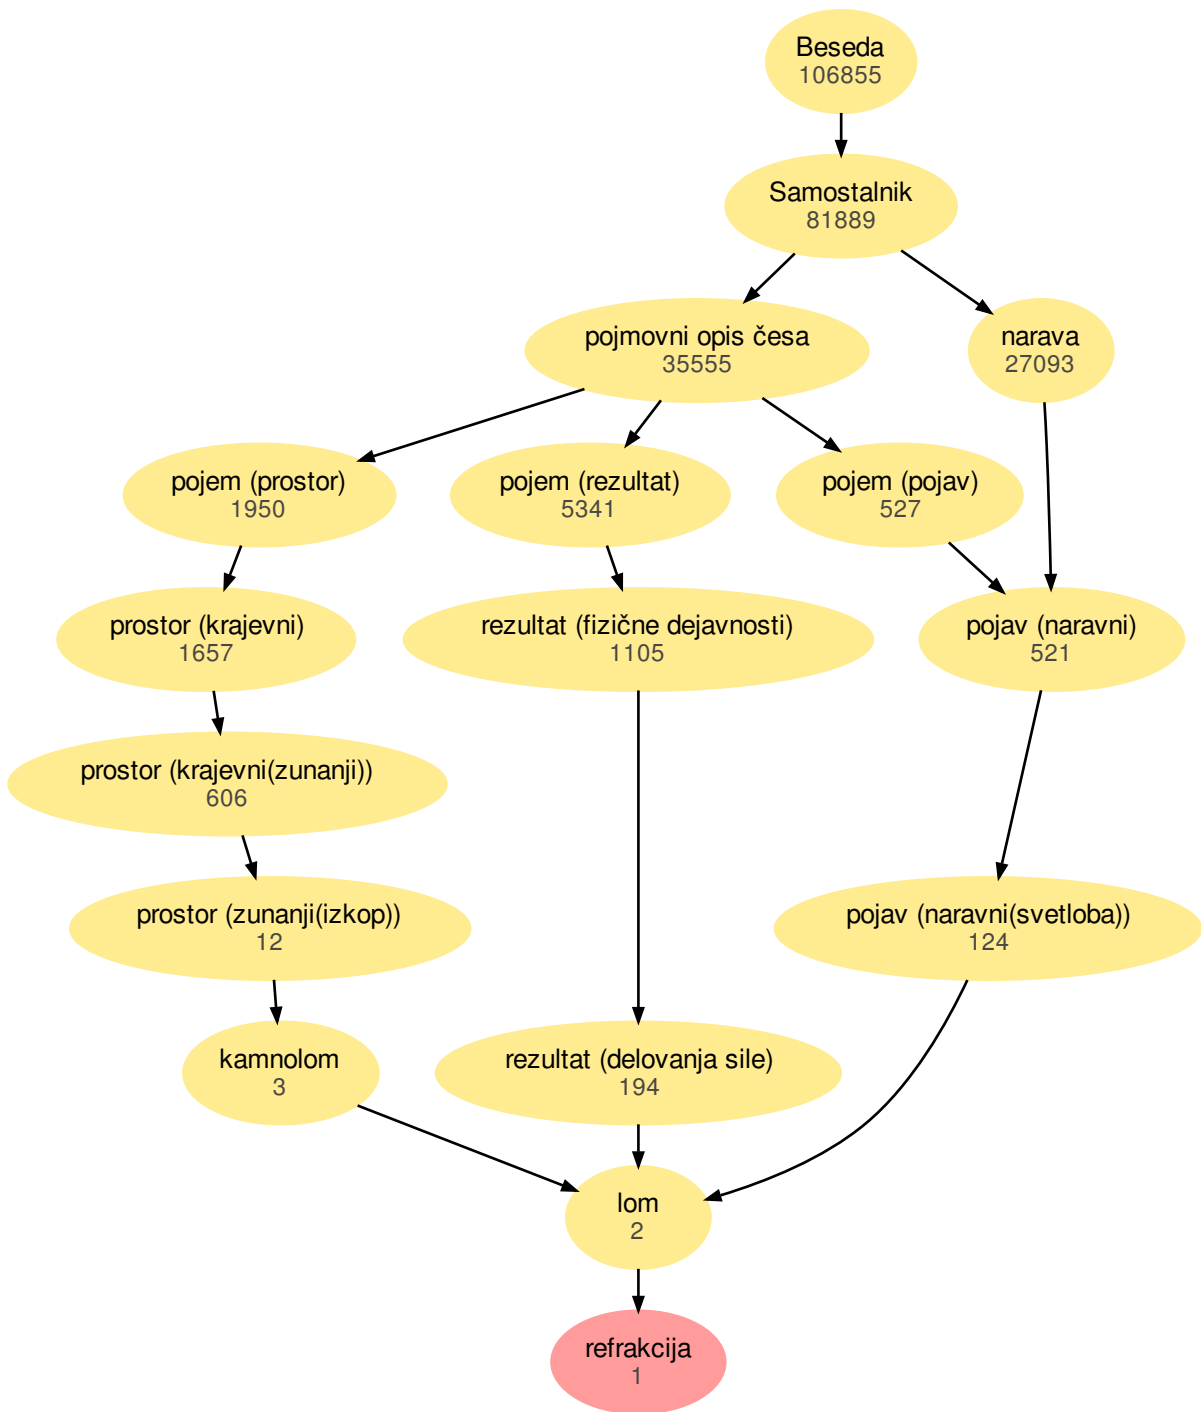 Beseda
106855
Samostalnik
81889
pojmovni opis česa
35555
narava
27093
pojem (prostor)
1950
pojem (rezultat)
5341
pojem (pojav)
527
prostor (krajevni)
1657
rezultat (fizične dejavnosti)
1105
pojav (naravni)
521
prostor (krajevni(zunanji))
606
prostor (zunanji(izkop))
12
pojav (naravni(svetloba))
124
kamnolom
3
rezultat (delovanja sile)
194
lom
2
refrakcija
1